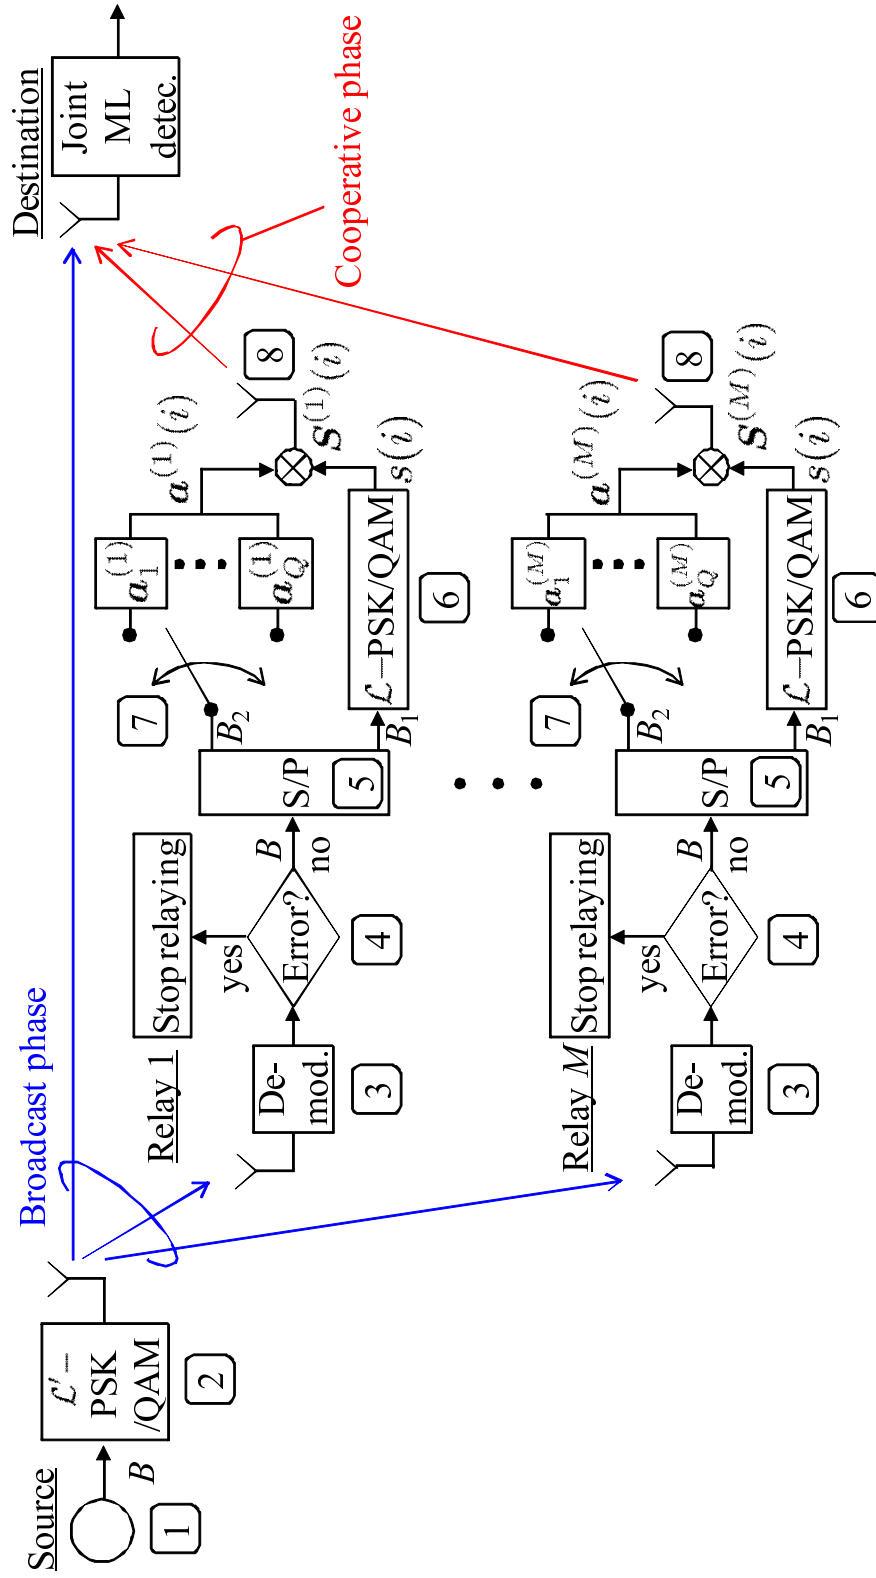 Source
B
1
ℒ′–
PSK
/QAM
2
Broadcast phase
Relay 1
De-
mod.
3
Stop relaying
yes
Error?
no
4
B
S/P
5
B₂
B₁
7
a₁⁽¹⁾
a_Q⁽¹⁾
ℒ–PSK/QAM
6
a⁽¹⁾(i)
s(i)
S⁽¹⁾(i)
8
Relay M
De-
mod.
3
Stop relaying
yes
Error?
no
4
B
S/P
5
B₂
B₁
7
a₁⁽ᴹ⁾
a_Q⁽ᴹ⁾
ℒ–PSK/QAM
6
a⁽ᴹ⁾(i)
s(i)
S⁽ᴹ⁾(i)
8
Cooperative phase
Destination
Joint
ML
detec.